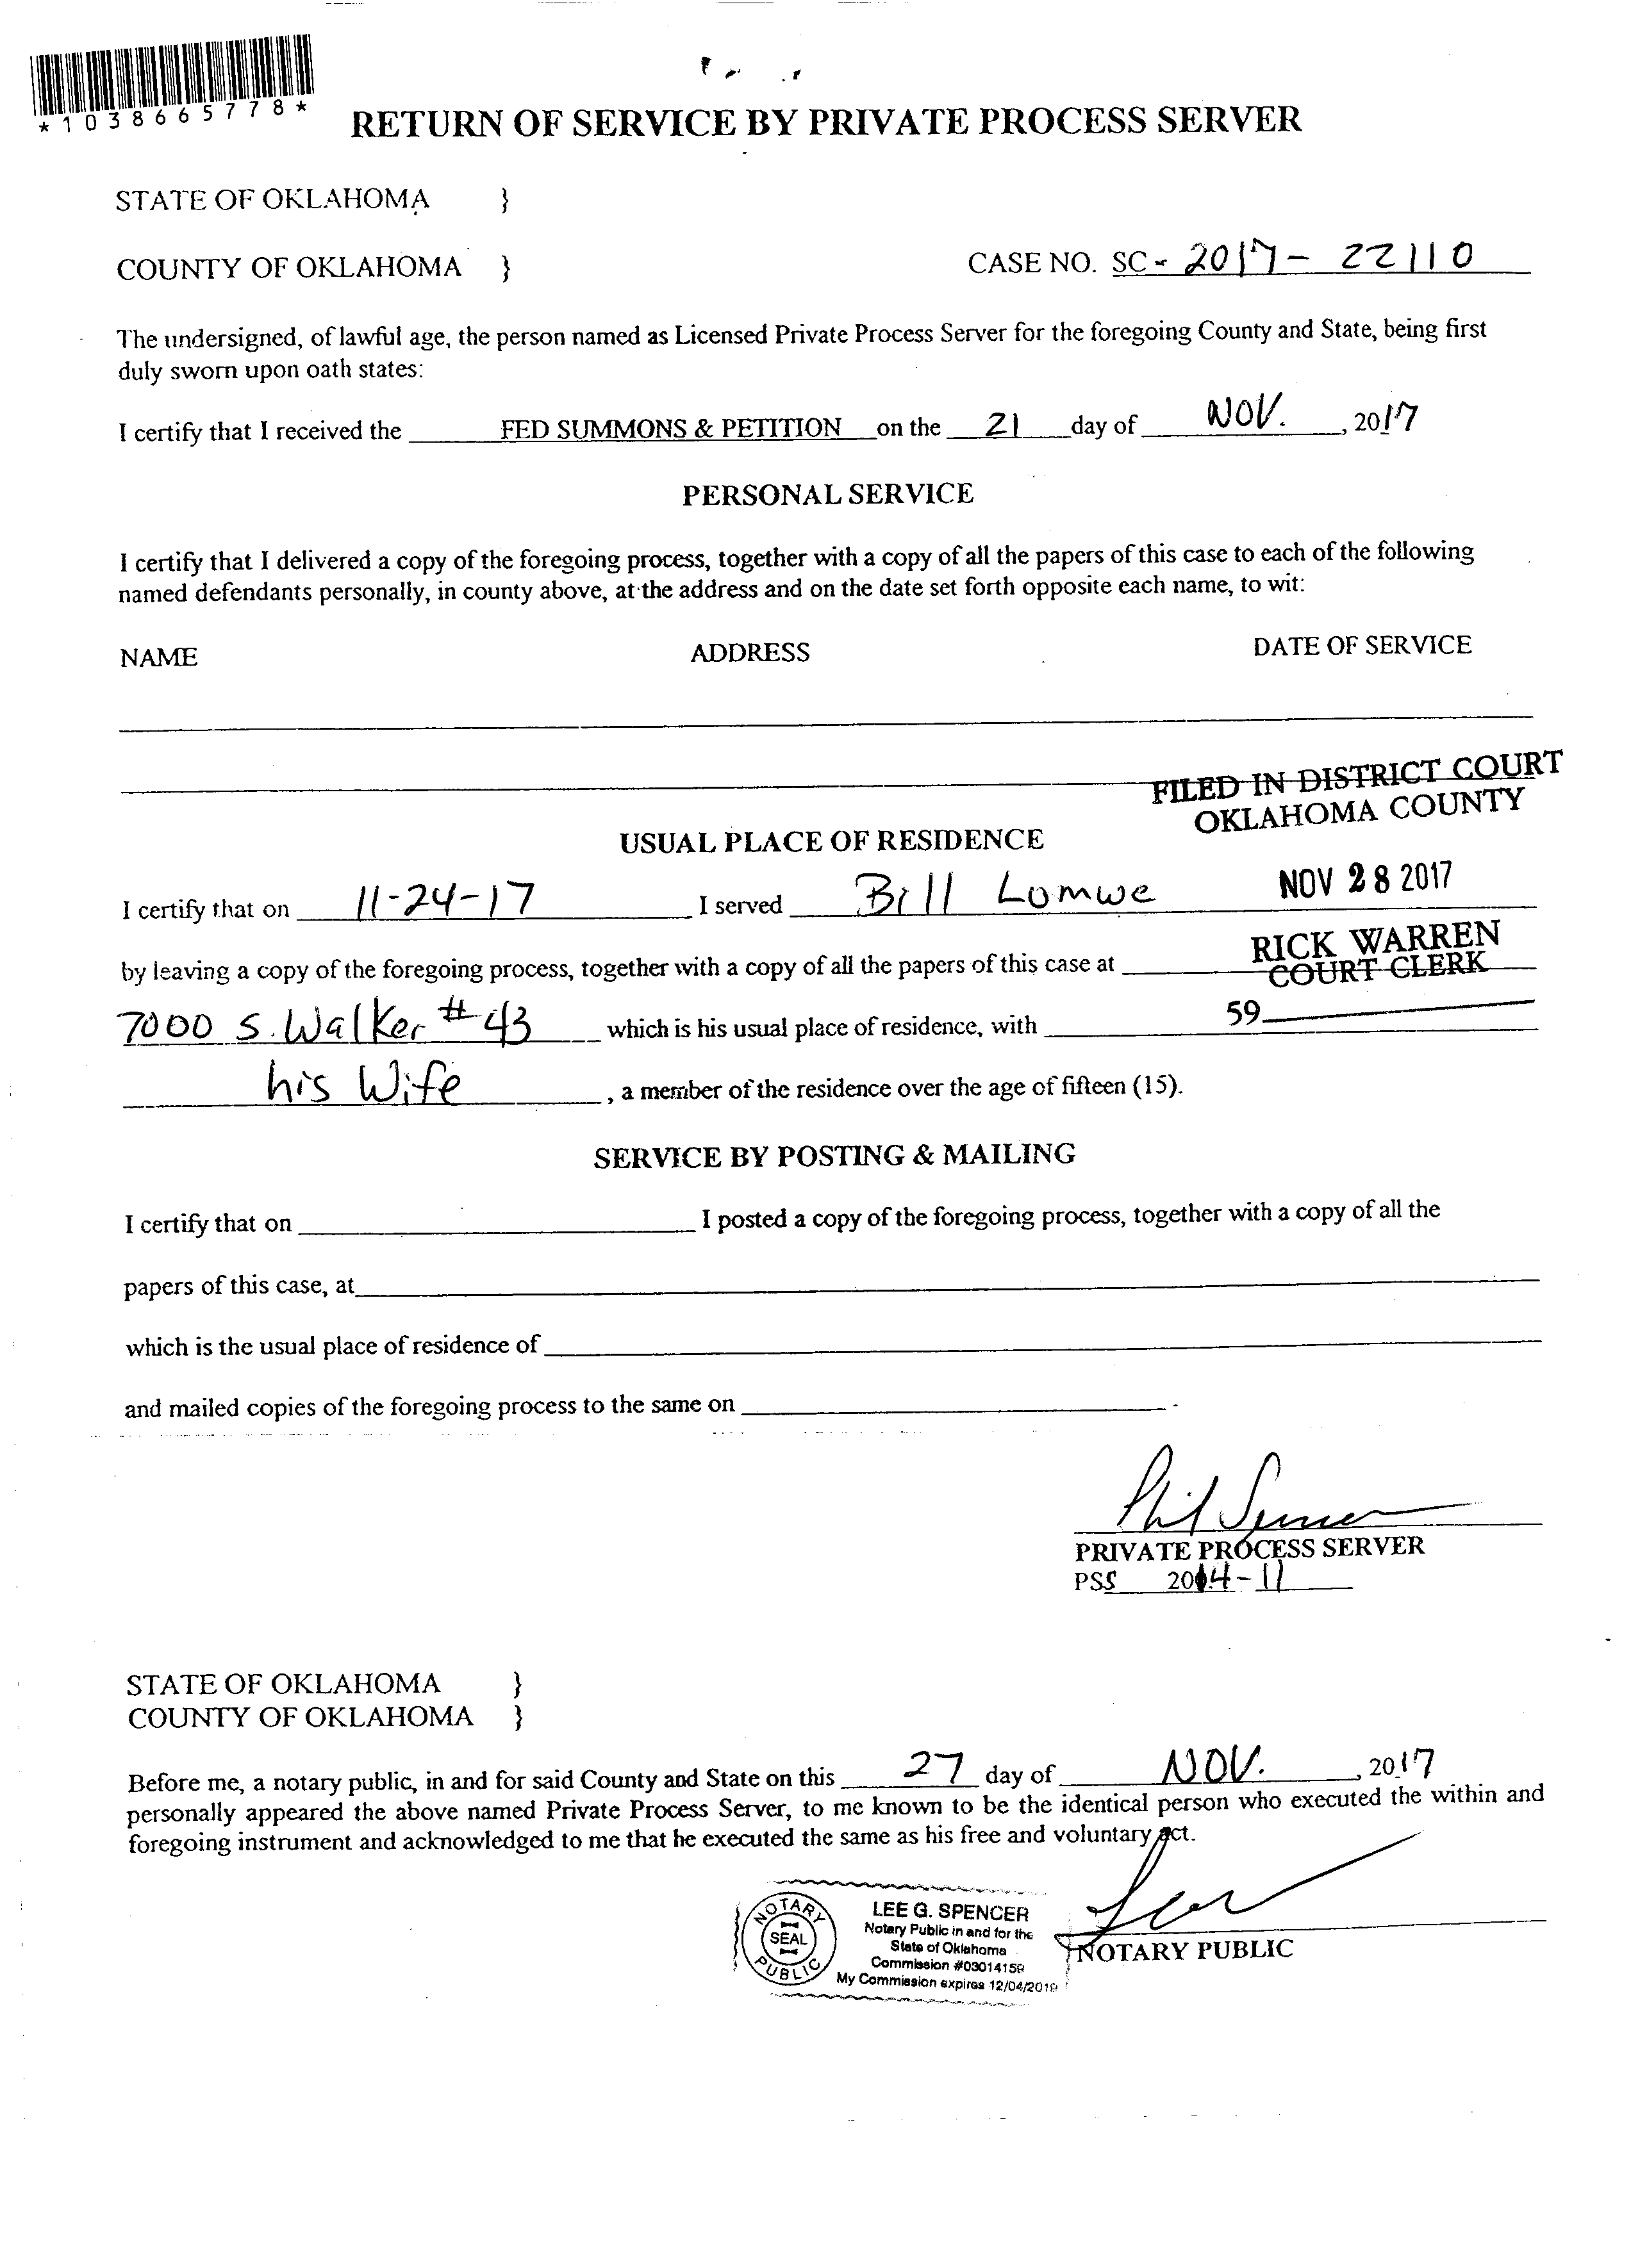 *1038665778*
RETURN OF SERVICE BY PRIVATE PROCESS SERVER
STATE OF OKLAHOMA }
COUNTY OF OKLAHOMA } CASE NO. SC - 2017 - 22110
The undersigned, of lawful age, the person named as Licensed Private Process Server for the foregoing County and State, being first
duly sworn upon oath states:
I certify that I received the FED SUMMONS & PETITION on the 21 day of NOV. , 2017
PERSONAL SERVICE
I certify that I delivered a copy of the foregoing process, together with a copy of all the papers of this case to each of the following
named defendants personally, in county above, at the address and on the date set forth opposite each name, to wit:
NAME ADDRESS DATE OF SERVICE
FILED IN DISTRICT COURT
OKLAHOMA COUNTY
USUAL PLACE OF RESIDENCE
NOV 28 2017
I certify that on 11-24-17 I served Bill Lomwe
RICK WARREN
COURT CLERK
by leaving a copy of the foregoing process, together with a copy of all the papers of this case at
59
7000 S. Walker #43 which is his usual place of residence, with
his Wife , a member of the residence over the age of fifteen (15).
SERVICE BY POSTING & MAILING
I certify that on I posted a copy of the foregoing process, together with a copy of all the
papers of this case, at
which is the usual place of residence of
and mailed copies of the foregoing process to the same on .
PRIVATE PROCESS SERVER
PSS 2014-11
STATE OF OKLAHOMA }
COUNTY OF OKLAHOMA }
Before me, a notary public, in and for said County and State on this 27 day of NOV. , 2017
personally appeared the above named Private Process Server, to me known to be the identical person who executed the within and
foregoing instrument and acknowledged to me that he executed the same as his free and voluntary act.
NOTARY PUBLIC SEAL
LEE G. SPENCER
Notary Public in and for the
State of Oklahoma
Commission #03014159
My Commission expires 12/04/2019
NOTARY PUBLIC